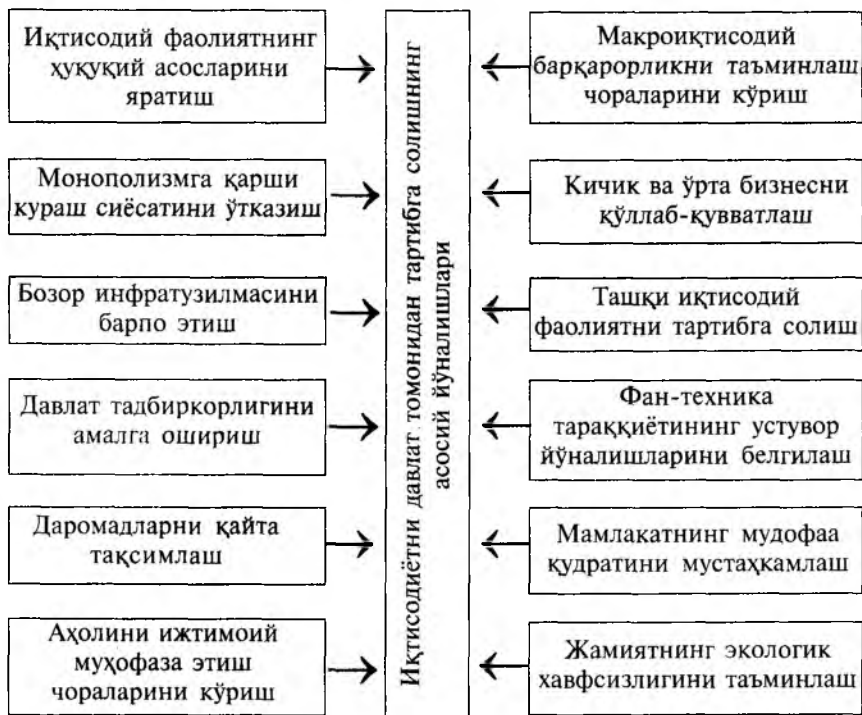 Иқтисодий фаолиятнинг
ҳуқуқий асосларини
яратиш
Монополизмга қарши
кураш сиёсатини ўтказиш
Бозор инфратузилмасини
барпо этиш
Давлат тадбиркорлигини
амалга ошириш
Даромадларни қайта
тақсимлаш
Аҳолини ижтимоий
муҳофаза этиш
чораларини кўриш
Иқтисодиётни давлат томонидан тартибга солишнинг
асосий йўналишлари
Макроиқтисодий
барқарорликни таъминлаш
чораларини кўриш
Кичик ва ўрта бизнесни
қўллаб-қувватлаш
Ташқи иқтисодий
фаолиятни тартибга солиш
Фан-техника
тараққиётининг устувор
йўналишларини белгилаш
Мамлакатнинг мудофаа
қудратини мустаҳкамлаш
Жамиятнинг экологик
хавфсизлигини таъминлаш